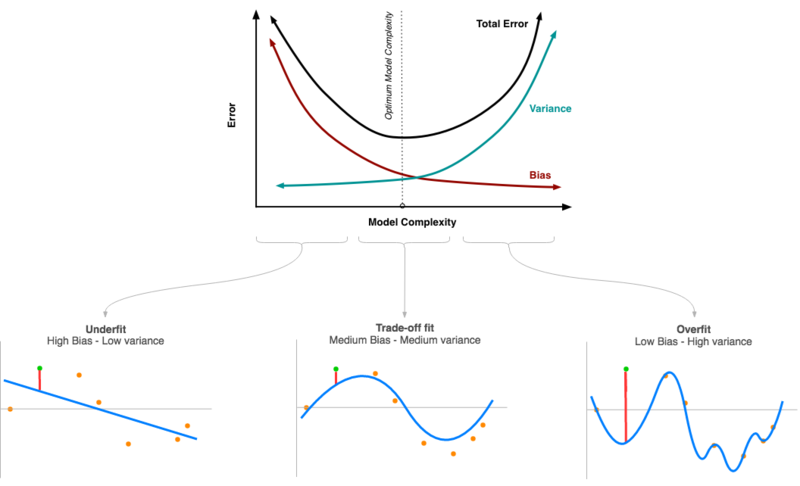 Total Error
Optimum Model Complexity
Error
Variance
Bias
Model Complexity
Underfit
High Bias - Low variance
Trade-off fit
Medium Bias - Medium variance
Overfit
Low Bias - High variance